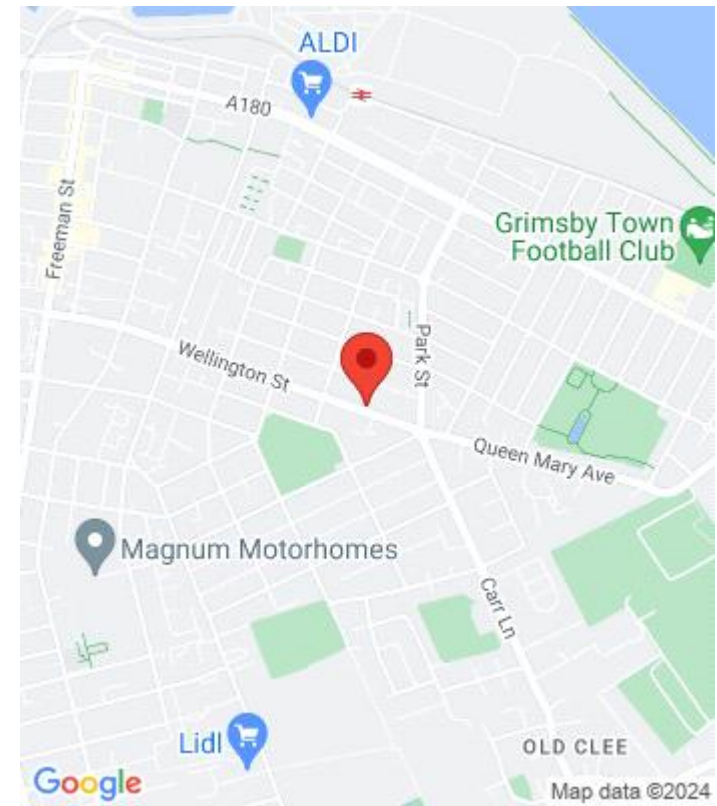 ALDI
A180
Grimsby Town
Football Club
Freeman St
Park St
Wellington St
Queen Mary Ave
Magnum Motorhomes
Carr Ln
Lidl
OLD CLEE
Google
Map data ©2024